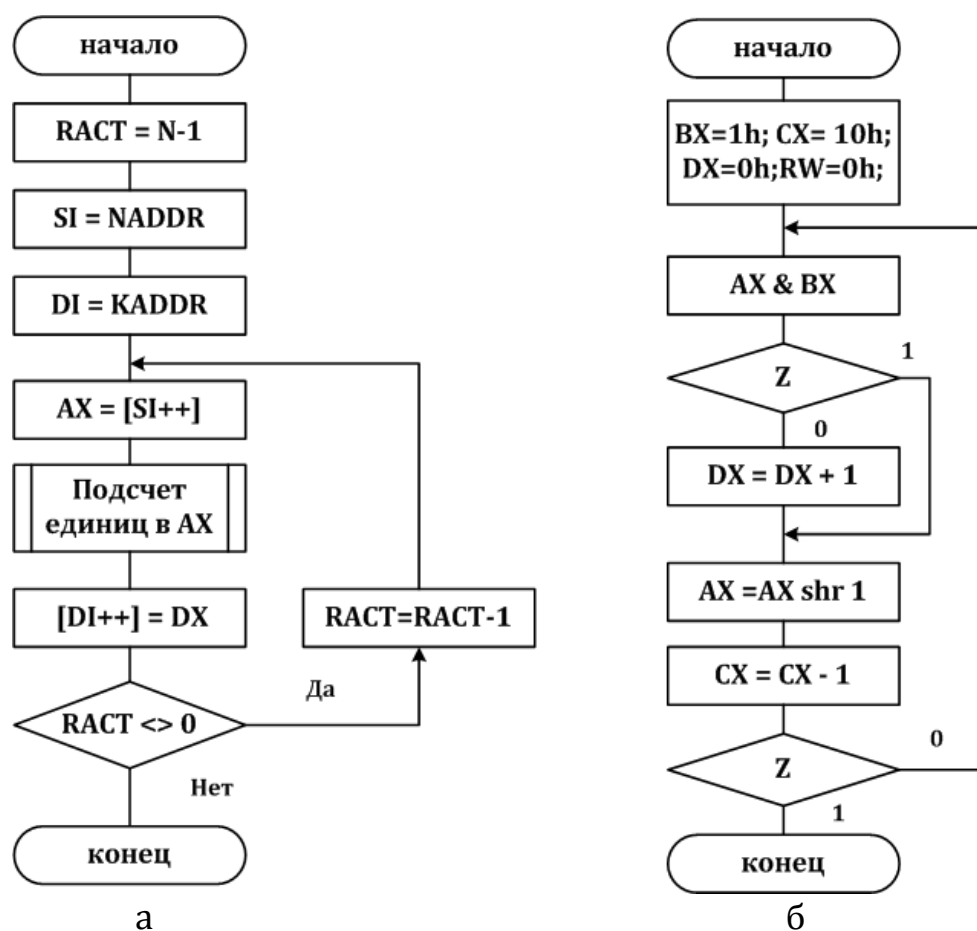 начало
RACT = N-1
SI = NADDR
DI = KADDR
AX = [SI++]
Подсчет
единиц в AX
[DI++] = DX
RACT=RACT-1
Да
RACT <> 0
Нет
конец
а
начало
BX=1h; CX= 10h;
DX=0h;RW=0h;
AX & BX
1
Z
0
DX = DX + 1
AX =AX shr 1
CX = CX - 1
0
Z
1
конец
б